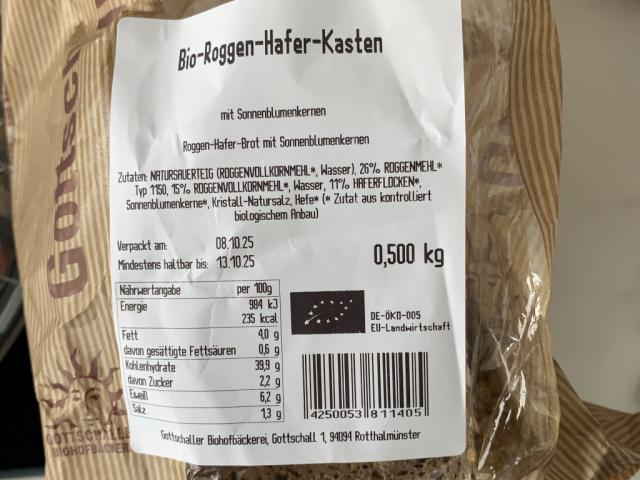 Bio-Roggen-Hafer-Kasten
mit Sonnenblumenkernen
Roggen-Hafer-Brot mit Sonnenblumenkernen
Zutaten: NATURSAUERTEIG (ROGGENVOLLKORNMEHL*, Wasser), 26% ROGGENMEHL*
Typ 1150, 15% ROGGENVOLLKORNMEHL*, Wasser, 11% HAFERFLOCKEN*,
Sonnenblumenkerne*, Kristall-Natursalz, Hefe* (* Zutat aus kontrolliert
biologischem Anbau)
Verpackt am: 08.10.25
Mindestens haltbar bis: 13.10.25
0,500 kg
Nährwertangabe per 100g
Energie 984 kJ
235 kcal
Fett 4,0 g
davon gesättigte Fettsäuren 0,6 g
Kohlenhydrate 39,9 g
davon Zucker 2,2 g
Eiweiß 6,2 g
Salz 1,3 g
DE-ÖKO-005
EU-Landwirtschaft
4250053 811405
Gottschaller Biohofbäckerei, Gottschall 1, 94094 Rotthalmünster
Gottsch
GOTTSCHALL
BIOHOFBÄCKER